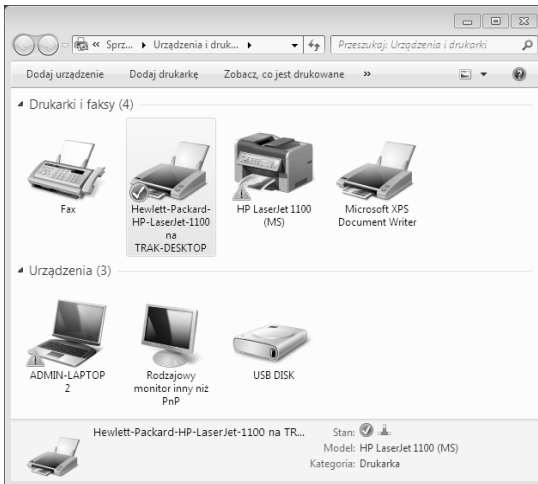 « Sprz... Urządzenia i druk... Przeszukaj: Urządzenia i drukarki
Dodaj urządzenie Dodaj drukarkę Zobacz, co jest drukowane »
Drukarki i faksy (4)
Fax
Hewlett-Packard-
HP-LaserJet-1100
na
TRAK-DESKTOP
HP LaserJet 1100
(MS)
Microsoft XPS
Document Writer
Urządzenia (3)
ADMIN-LAPTOP
2
Rodzajowy
monitor inny niż
PnP
USB DISK
Hewlett-Packard-HP-LaserJet-1100 na TR... Stan:
Model: HP LaserJet 1100 (MS)
Kategoria: Drukarka